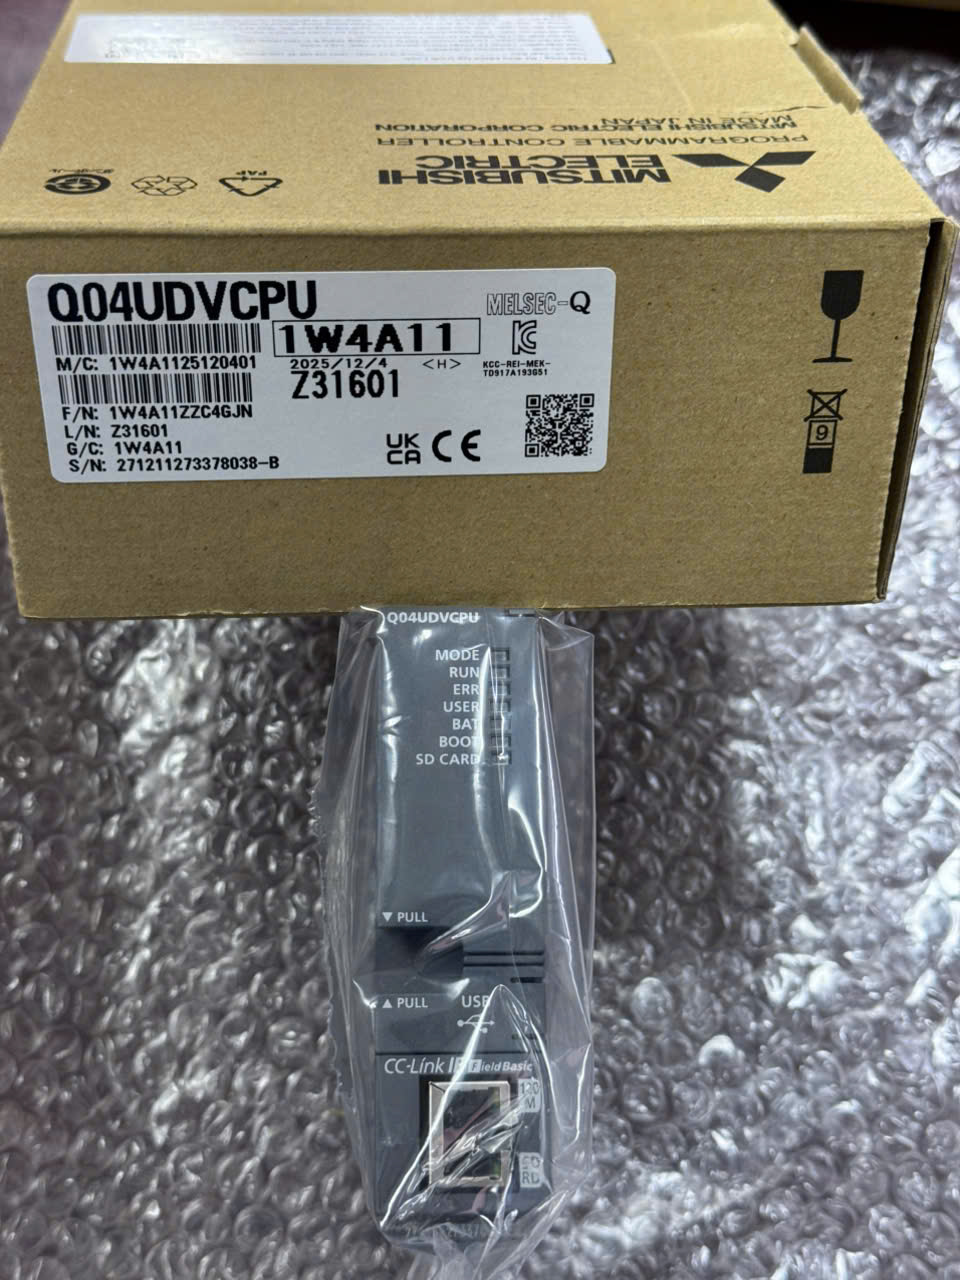 MITSUBISHI
ELECTRIC
PROGRAMMABLE CONTROLLER
MITSUBISHI ELECTRIC CORPORATION
MADE IN JAPAN
PAP
Q04UDVCPU
MELSEC-Q
1W4A11
M/C: 1W4A1125120401
2025/12/4 <H>
KCC-REI-MEK-
TD917A193G51
Z31601
F/N: 1W4A11ZZC4GJN
L/N: Z31601
G/C: 1W4A11
S/N: 271211273378038-B
UK
CA
CE
9
Q04UDVCPU
MODE
RUN
ERR
USER
BAT
BOOT
SD CARD
▼ PULL
▲ PULL
USB
CC-Link IE Field Basic
100
M
SD
RD